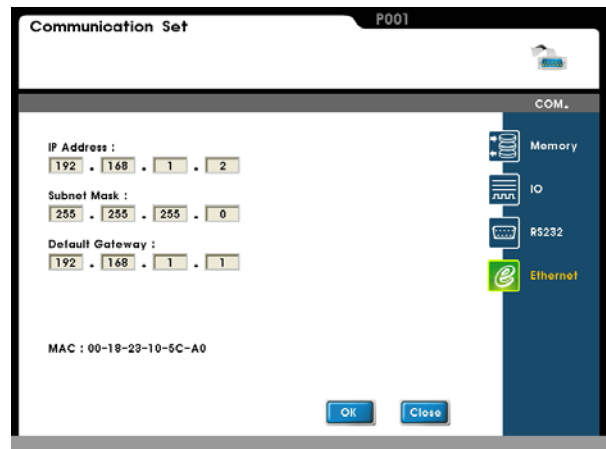 Communication Set
P001
COM.
IP Address :
192 . 168 . 1 . 2
Subnet Mask :
255 . 255 . 255 . 0
Default Gateway :
192 . 168 . 1 . 1
MAC : 00-18-23-10-5C-A0
Memory
IO
RS232
Ethernet
OK
Close